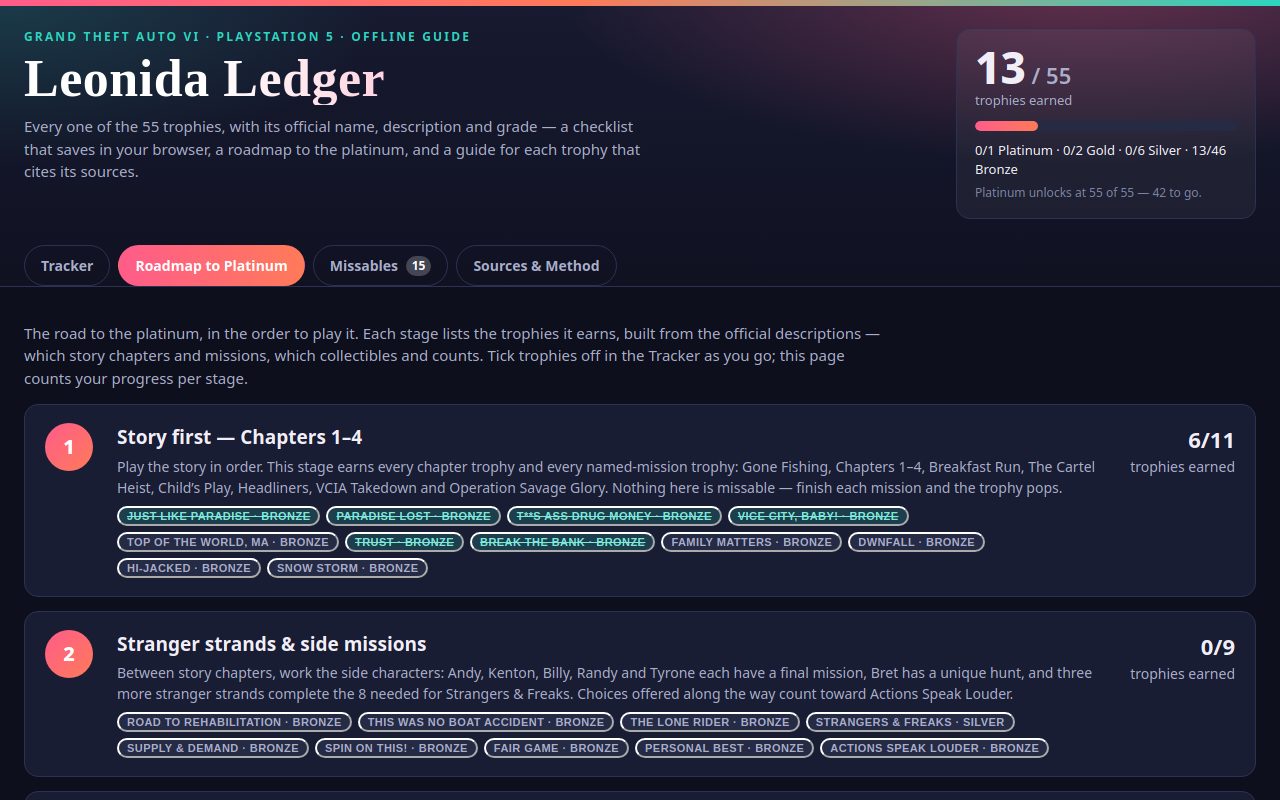 GRAND THEFT AUTO VI · PLAYSTATION 5 · OFFLINE GUIDE
Leonida Ledger
Every one of the 55 trophies, with its official name, description and grade — a checklist
that saves in your browser, a roadmap to the platinum, and a guide for each trophy that
cites its sources.
13 / 55
trophies earned
0/1 Platinum · 0/2 Gold · 0/6 Silver · 13/46
Bronze
Platinum unlocks at 55 of 55 — 42 to go.
Tracker
Roadmap to Platinum
Missables 15
Sources & Method
The road to the platinum, in the order to play it. Each stage lists the trophies it earns, built from the official descriptions —
which story chapters and missions, which collectibles and counts. Tick trophies off in the Tracker as you go; this page
counts your progress per stage.
1
Story first — Chapters 1–4
6/11
trophies earned
Play the story in order. This stage earns every chapter trophy and every named-mission trophy: Gone Fishing, Chapters 1–4, Breakfast Run, The Cartel
Heist, Child’s Play, Headliners, VCIA Takedown and Operation Savage Glory. Nothing here is missable — finish each mission and the trophy pops.
JUST LIKE PARADISE · BRONZE
PARADISE LOST · BRONZE
T**S ASS DRUG MONEY · BRONZE
VICE CITY, BABY! · BRONZE
TOP OF THE WORLD, MA · BRONZE
TRUST · BRONZE
BREAK THE BANK · BRONZE
FAMILY MATTERS · BRONZE
DWNFALL · BRONZE
HI-JACKED · BRONZE
SNOW STORM · BRONZE
2
Stranger strands & side missions
0/9
trophies earned
Between story chapters, work the side characters: Andy, Kenton, Billy, Randy and Tyrone each have a final mission, Bret has a unique hunt, and three
more stranger strands complete the 8 needed for Strangers & Freaks. Choices offered along the way count toward Actions Speak Louder.
ROAD TO REHABILITATION · BRONZE
THIS WAS NO BOAT ACCIDENT · BRONZE
THE LONE RIDER · BRONZE
STRANGERS & FREAKS · SILVER
SUPPLY & DEMAND · BRONZE
SPIN ON THIS! · BRONZE
FAIR GAME · BRONZE
PERSONAL BEST · BRONZE
ACTIONS SPEAK LOUDER · BRONZE